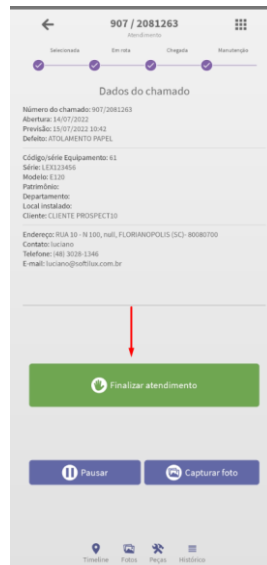 907 / 2081263
Atendimento
Selecionada Em rota Chegada Manutenção
Dados do chamado
Número do chamado: 907/2081263
Abertura: 14/07/2022
Previsão: 15/07/2022 10:42
Defeito: ATOLAMENTO PAPEL
Código/série Equipamento: 61
Série: LEX123456
Modelo: E120
Patrimônio:
Departamento:
Local instalado:
Cliente: CLIENTE PROSPECT10
Endereço: RUA 10 - N 100, null, FLORIANOPOLIS (SC)- 80080700
Contato: luciano
Telefone: (48) 3028-1346
E-mail: luciano@softilux.com.br
Finalizar atendimento
Pausar Capturar foto
Timeline Fotos Peças Histórico